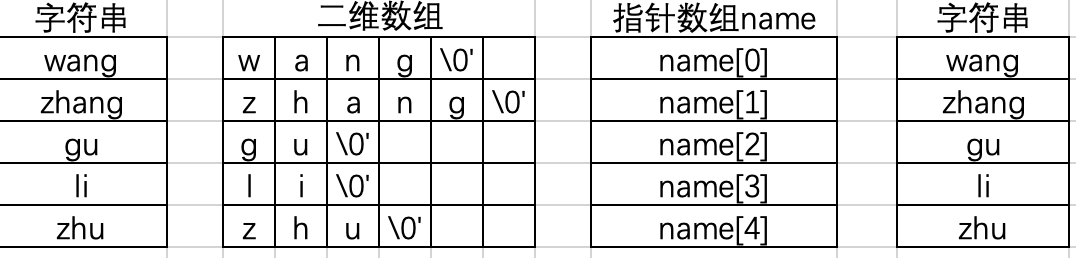 字符串 二维数组 指针数组name 字符串
wang w a n g \0' name[0] wang
zhang z h a n g \0' name[1] zhang
gu g u \0' name[2] gu
li l i \0' name[3] li
zhu z h u \0' name[4] zhu